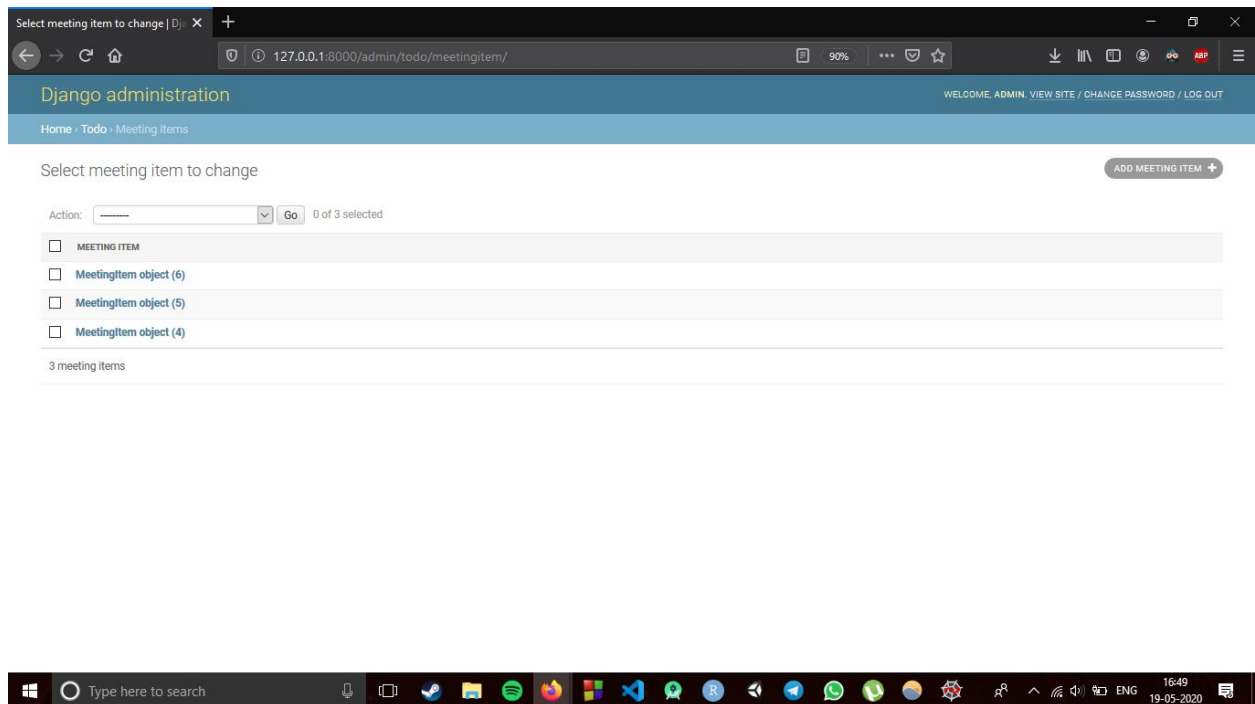 Select meeting item to change | Dja
127.0.0.1:8000/admin/todo/meetingitem/
90%
ABP
Django administration
WELCOME, ADMIN. VIEW SITE / CHANGE PASSWORD / LOG OUT
Home › Todo › Meeting items
Select meeting item to change
ADD MEETING ITEM +
Action: --------- Go 0 of 3 selected
MEETING ITEM
MeetingItem object (6)
MeetingItem object (5)
MeetingItem object (4)
3 meeting items
Type here to search
R
ENG
16:49
19-05-2020